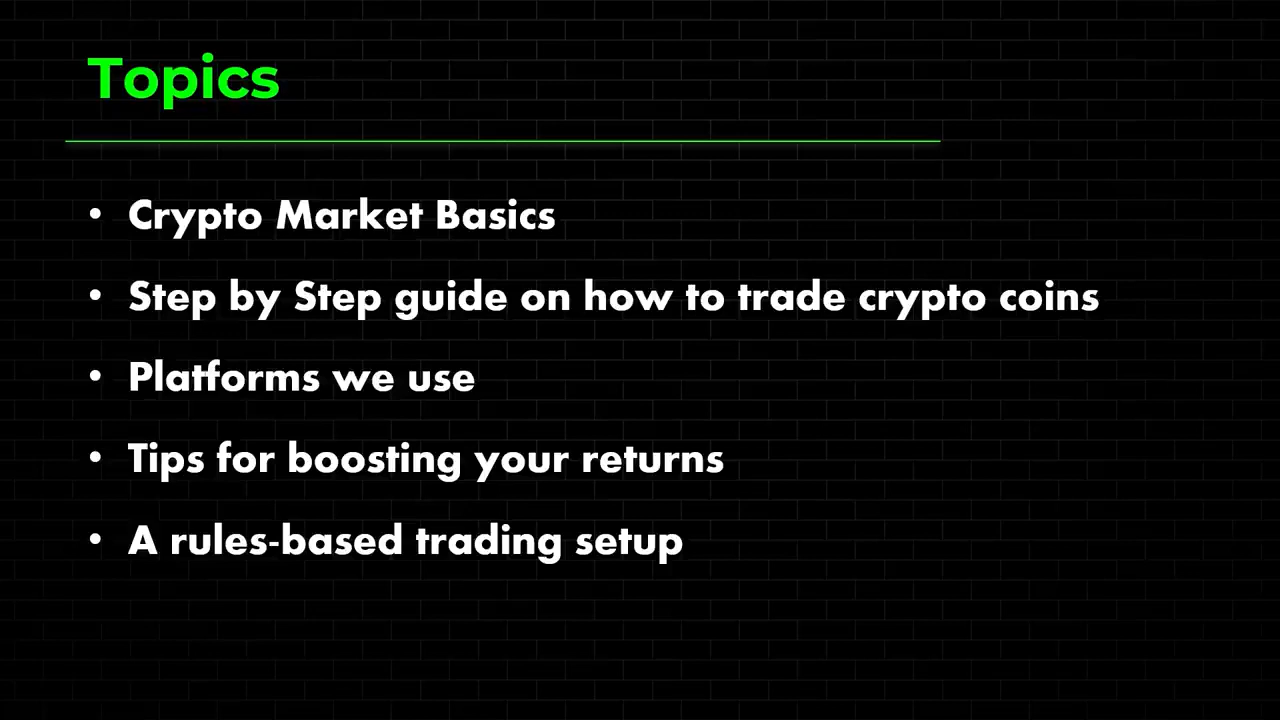 Topics
• Crypto Market Basics
• Step by Step guide on how to trade crypto coins
• Platforms we use
• Tips for boosting your returns
• A rules-based trading setup